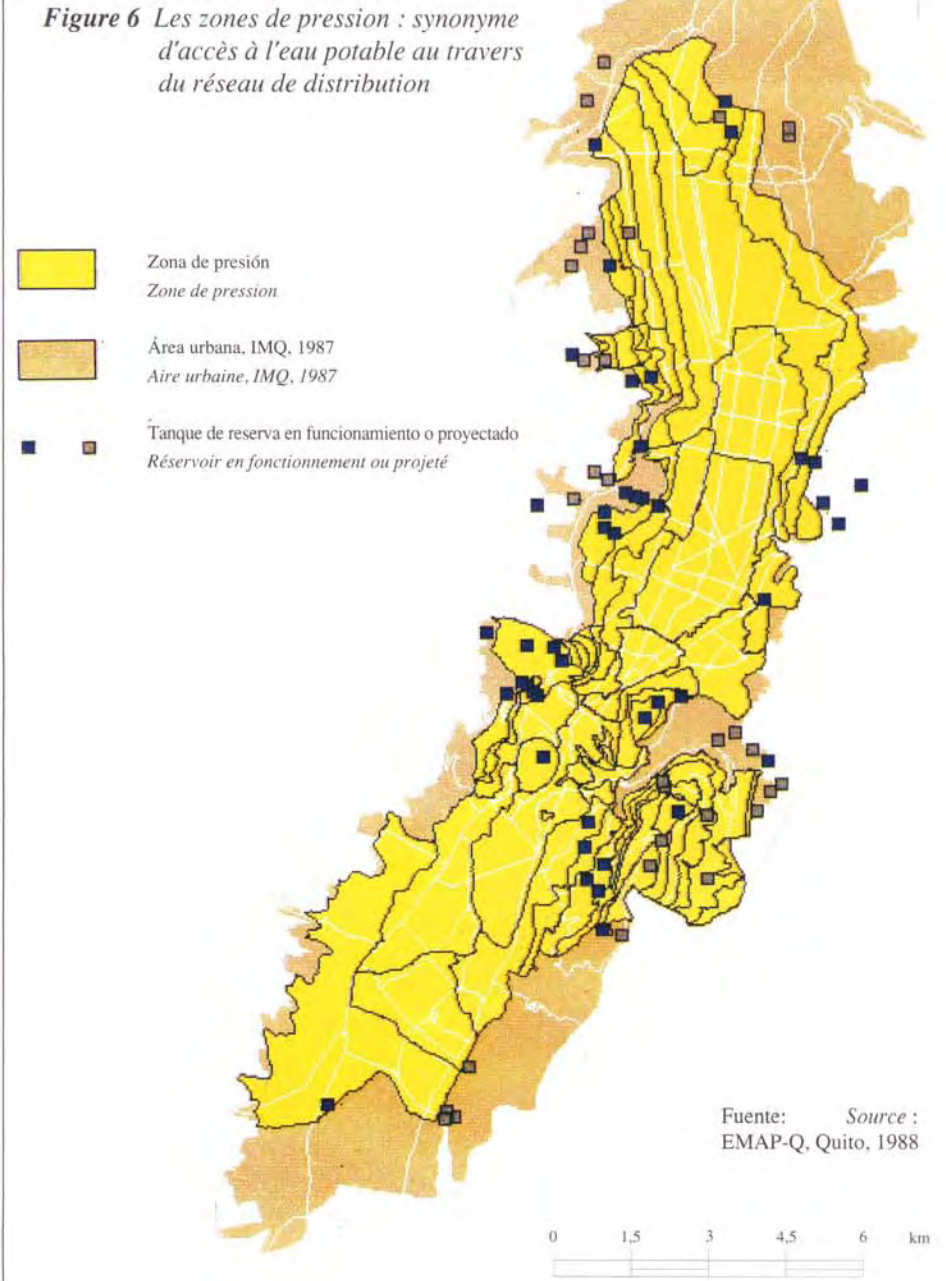 Figure 6 Les zones de pression : synonyme
d'accès à l'eau potable au travers
du réseau de distribution
Zona de presión
Zone de pression
Área urbana, IMQ, 1987
Aire urbaine, IMQ, 1987
Tanque de reserva en funcionamiento o proyectado
Réservoir en fonctionnement ou projeté
Fuente: Source :
EMAP-Q, Quito, 1988
0 1,5 3 4,5 6 km